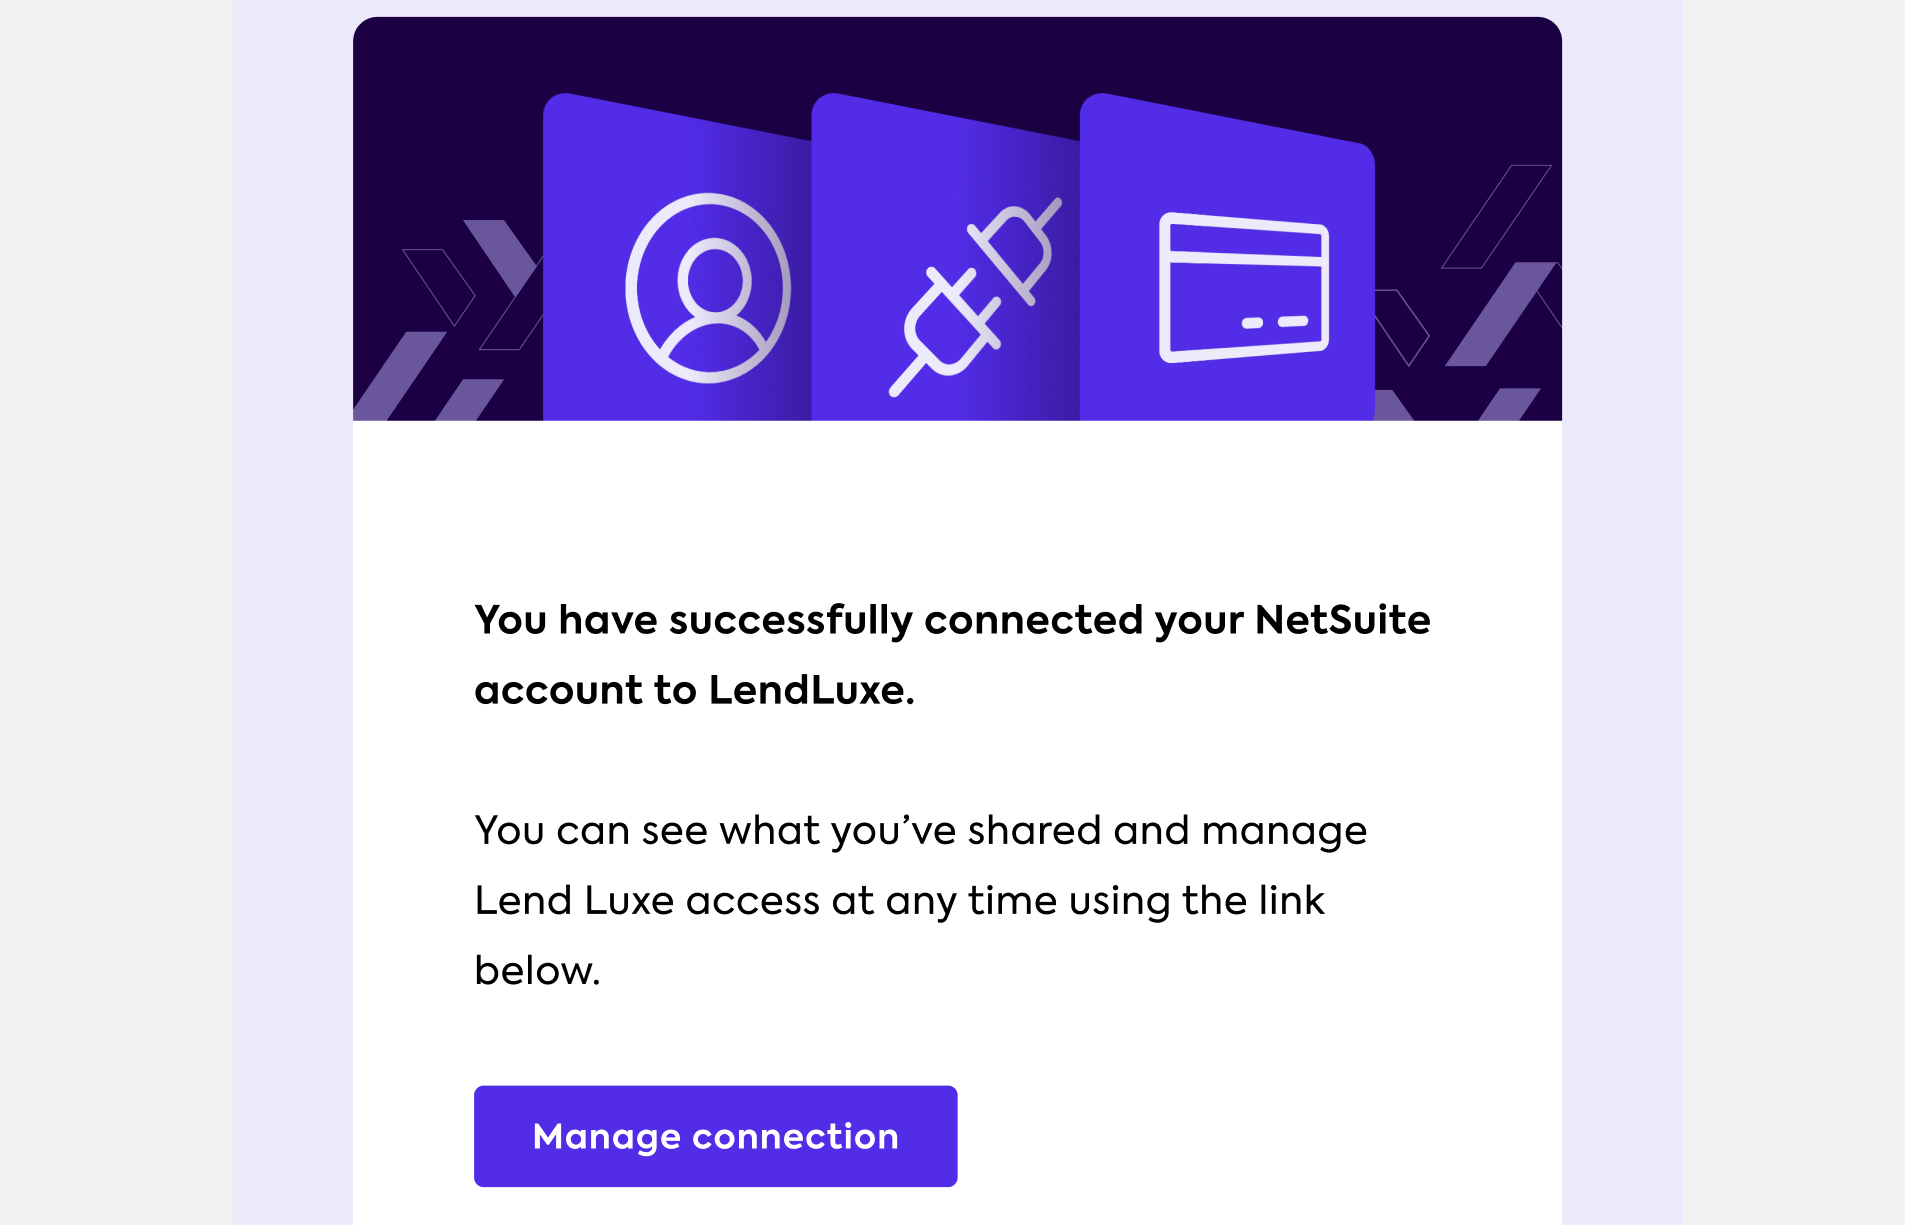 You have successfully connected your NetSuite
account to LendLuxe.
You can see what you’ve shared and manage
Lend Luxe access at any time using the link
below.
Manage connection